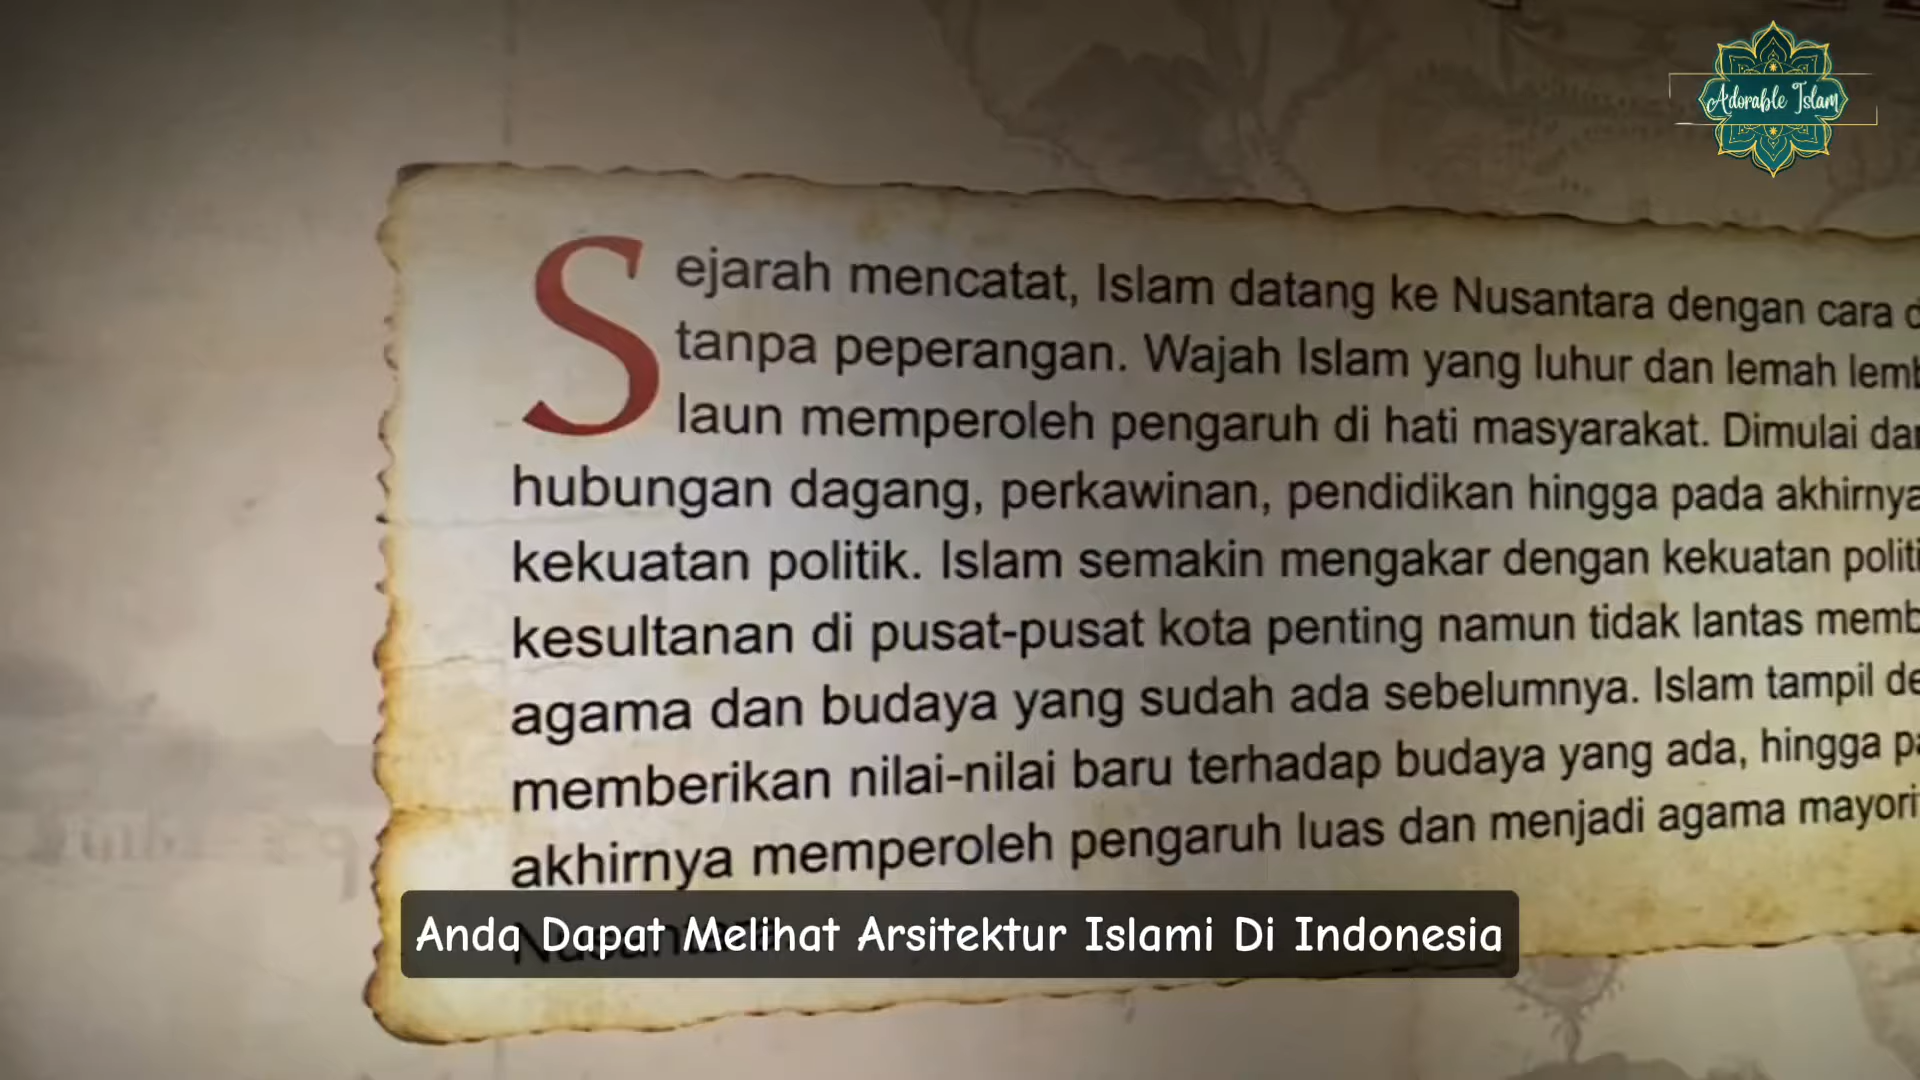 Adorable Islam
Sejarah mencatat, Islam datang ke Nusantara dengan cara
tanpa peperangan. Wajah Islam yang luhur dan lemah
laun memperoleh pengaruh di hati masyarakat. Dimulai
hubungan dagang, perkawinan, pendidikan hingga pada akhirnya
kekuatan politik. Islam semakin mengakar dengan kekuatan
kesultanan di pusat-pusat kota penting namun tidak lantas
agama dan budaya yang sudah ada sebelumnya. Islam tampil
memberikan nilai-nilai baru terhadap budaya yang ada, hingga
akhirnya memperoleh pengaruh luas dan menjadi agama
Nusantara
Anda Dapat Melihat Arsitektur Islami Di Indonesia